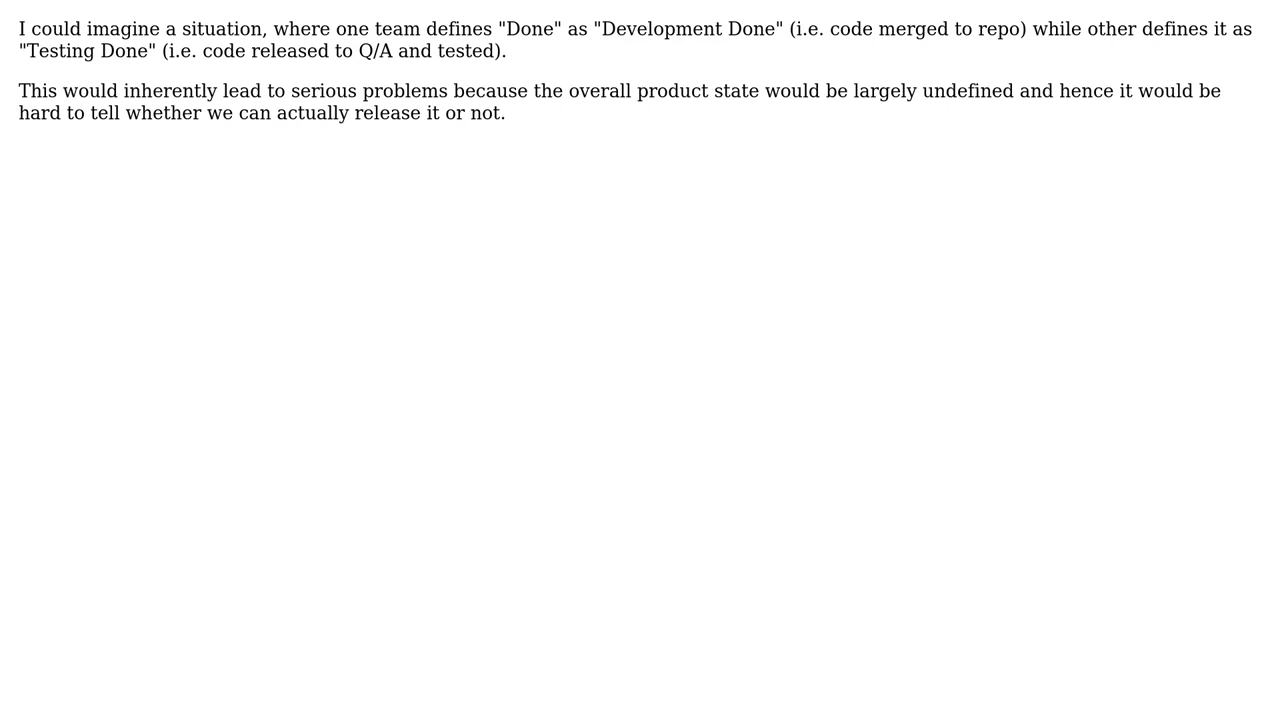 I could imagine a situation, where one team defines "Done" as "Development Done" (i.e. code merged to repo) while other defines it as
"Testing Done" (i.e. code released to Q/A and tested).
This would inherently lead to serious problems because the overall product state would be largely undefined and hence it would be
hard to tell whether we can actually release it or not.